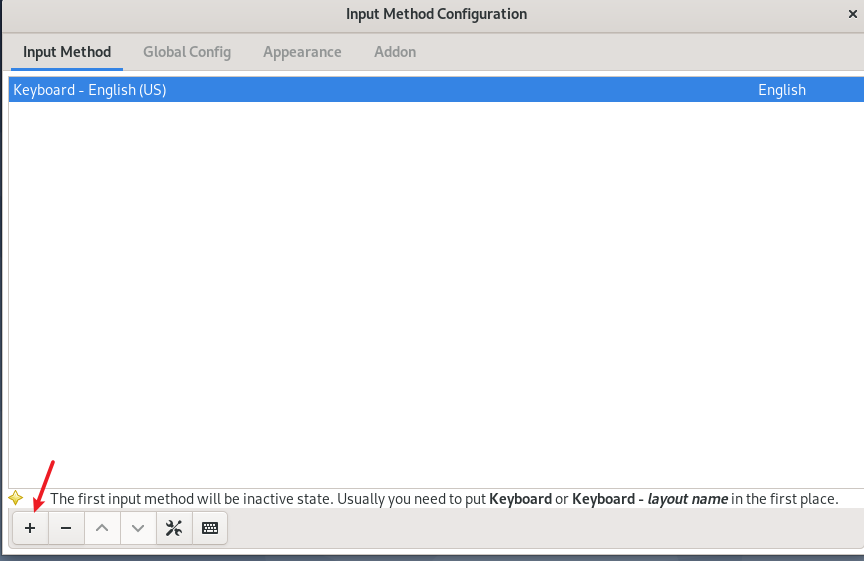 Input Method Configuration
Input Method Global Config Appearance Addon
Keyboard - English (US) English
The first input method will be inactive state. Usually you need to put Keyboard or Keyboard - layout name in the first place.